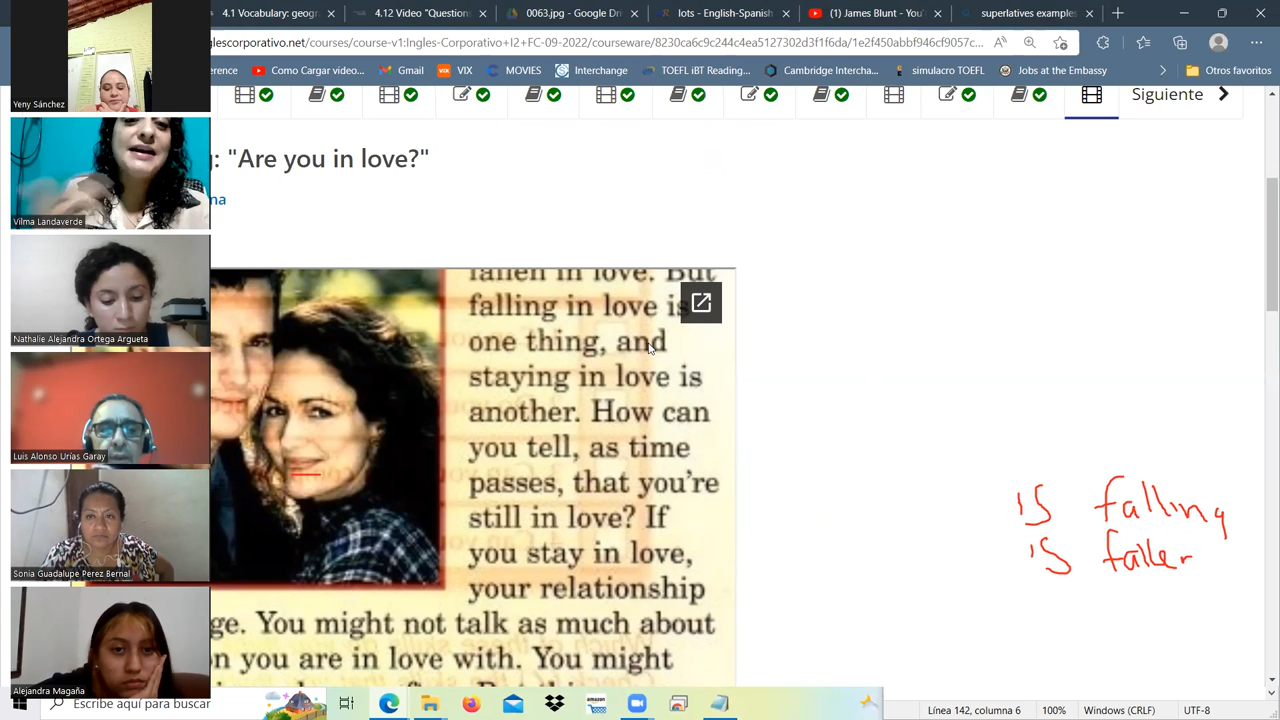 4.1 Vocabulary: geogr
4.12 Video "Question:
0063.jpg - Google Dri
lots - English-Spanish
(1) James Blunt - You'
superlatives examples
glescorporativo.net/courses/course-v1:Ingles-Corporativo+I2+FC-09-2022/courseware/8230ca6c9c244c4ea5127302d3f1f6da/1e2f450abbf946cf9057c...
erence
Como Cargar video...
Gmail
VIX
MOVIES
Interchange
TOEFL iBT Reading...
Cambridge Intercha...
simulacro TOEFL
Jobs at the Embassy
Otros favoritos
Siguiente
g: "Are you in love?"
na
fallen in love. But
falling in love is
one thing, and
staying in love is
another. How can
you tell, as time
passes, that you're
still in love? If
you stay in love,
your relationship
ge. You might not talk as much about
on you are in love with. You might
is falling
is fallen
Yeny Sánchez
Vilma Landaverde
Nathalie Alejandra Ortega Argueta
Luis Alonso Urías Garay
Sonia Guadalupe Perez Bernal
Alejandra Magaña
Escribe aquí para buscar
Línea 142, columna 6
100%
Windows (CRLF)
UTF-8